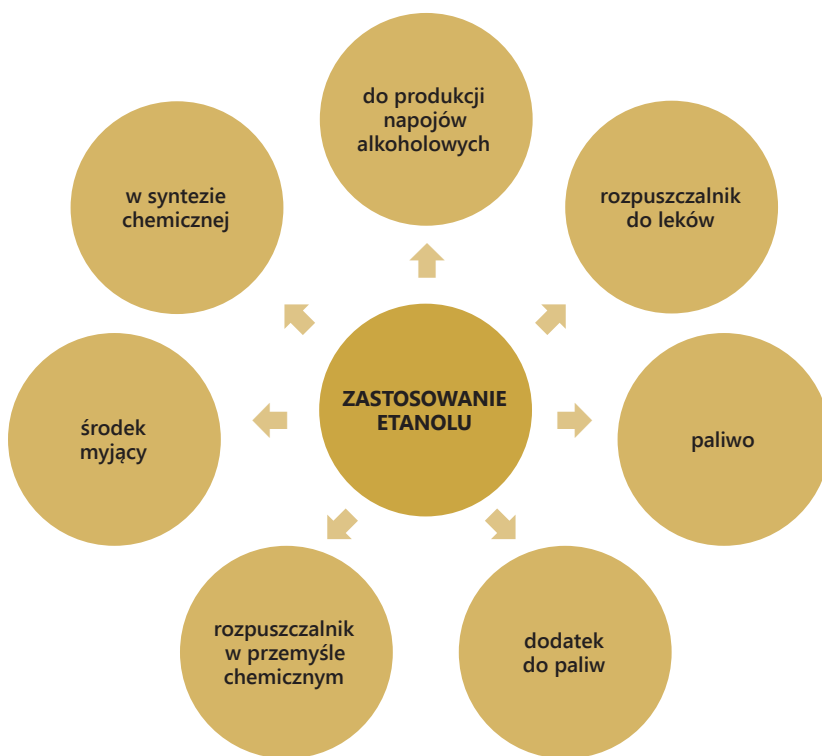 do produkcji
napojów
alkoholowych
w syntezie
chemicznej
rozpuszczalnik
do leków
ZASTOSOWANIE
ETANOLU
środek
myjący
paliwo
rozpuszczalnik
w przemyśle
chemicznym
dodatek
do paliw